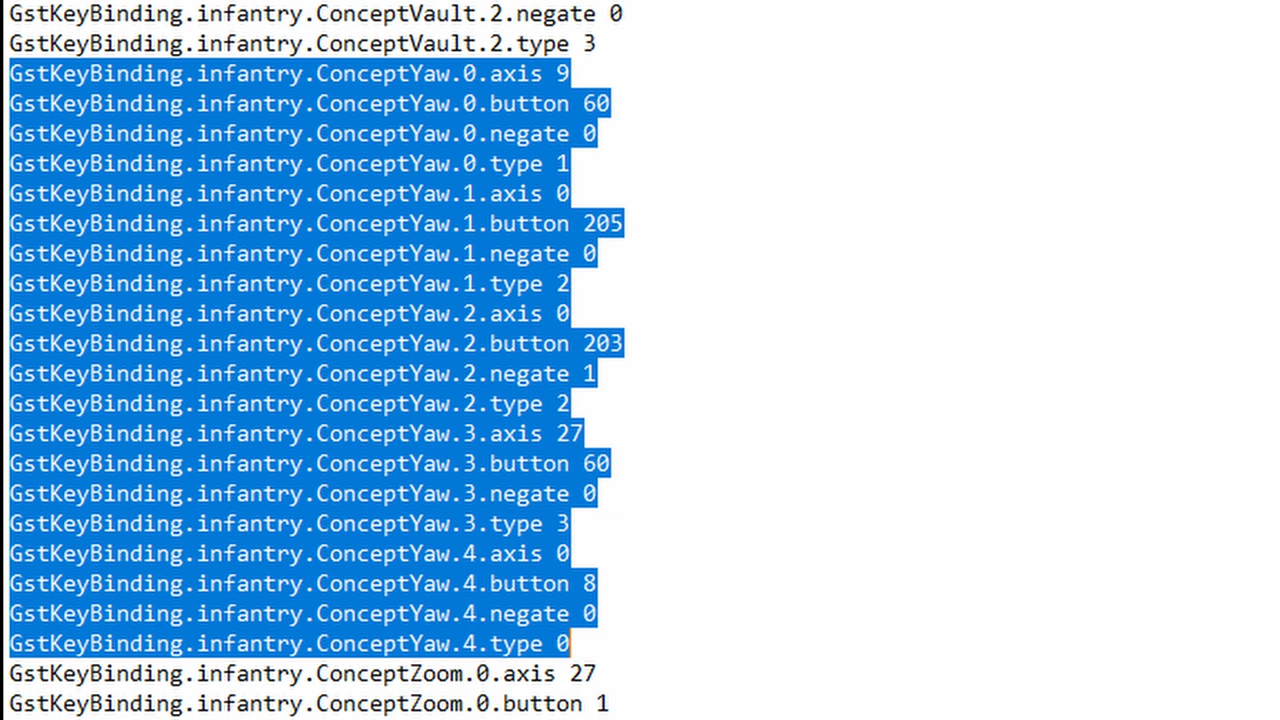 GstKeyBinding.infantry.ConceptVault.2.negate 0
GstKeyBinding.infantry.ConceptVault.2.type 3
GstKeyBinding.infantry.ConceptYaw.0.axis 9
GstKeyBinding.infantry.ConceptYaw.0.button 60
GstKeyBinding.infantry.ConceptYaw.0.negate 0
GstKeyBinding.infantry.ConceptYaw.0.type 1
GstKeyBinding.infantry.ConceptYaw.1.axis 0
GstKeyBinding.infantry.ConceptYaw.1.button 205
GstKeyBinding.infantry.ConceptYaw.1.negate 0
GstKeyBinding.infantry.ConceptYaw.1.type 2
GstKeyBinding.infantry.ConceptYaw.2.axis 0
GstKeyBinding.infantry.ConceptYaw.2.button 203
GstKeyBinding.infantry.ConceptYaw.2.negate 1
GstKeyBinding.infantry.ConceptYaw.2.type 2
GstKeyBinding.infantry.ConceptYaw.3.axis 27
GstKeyBinding.infantry.ConceptYaw.3.button 60
GstKeyBinding.infantry.ConceptYaw.3.negate 0
GstKeyBinding.infantry.ConceptYaw.3.type 3
GstKeyBinding.infantry.ConceptYaw.4.axis 0
GstKeyBinding.infantry.ConceptYaw.4.button 8
GstKeyBinding.infantry.ConceptYaw.4.negate 0
GstKeyBinding.infantry.ConceptYaw.4.type 0
GstKeyBinding.infantry.ConceptZoom.0.axis 27
GstKeyBinding.infantry.ConceptZoom.0.button 1